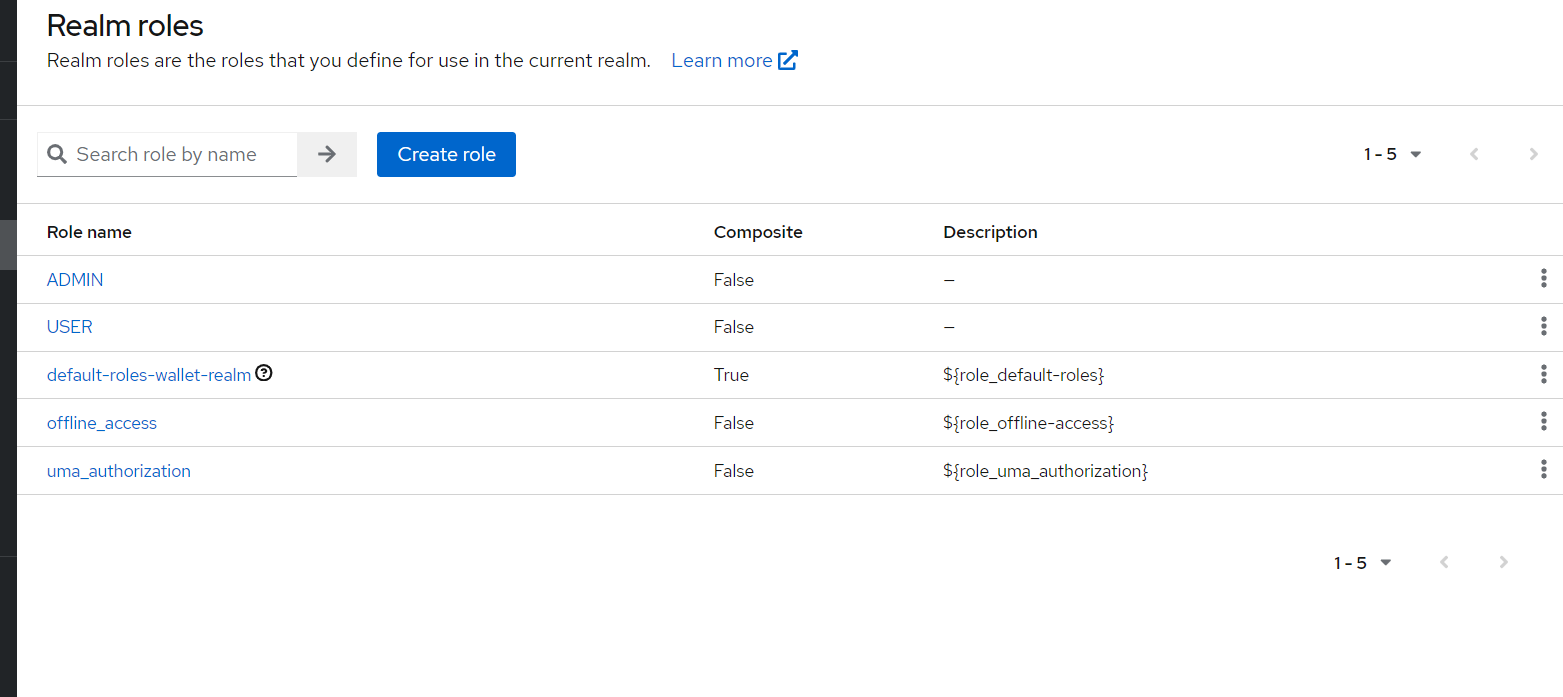 Realm roles
Realm roles are the roles that you define for use in the current realm. Learn more
Search role by name Create role 1 - 5
Role name Composite Description
ADMIN False –
USER False –
default-roles-wallet-realm True ${role_default-roles}
offline_access False ${role_offline-access}
uma_authorization False ${role_uma_authorization}
1 - 5